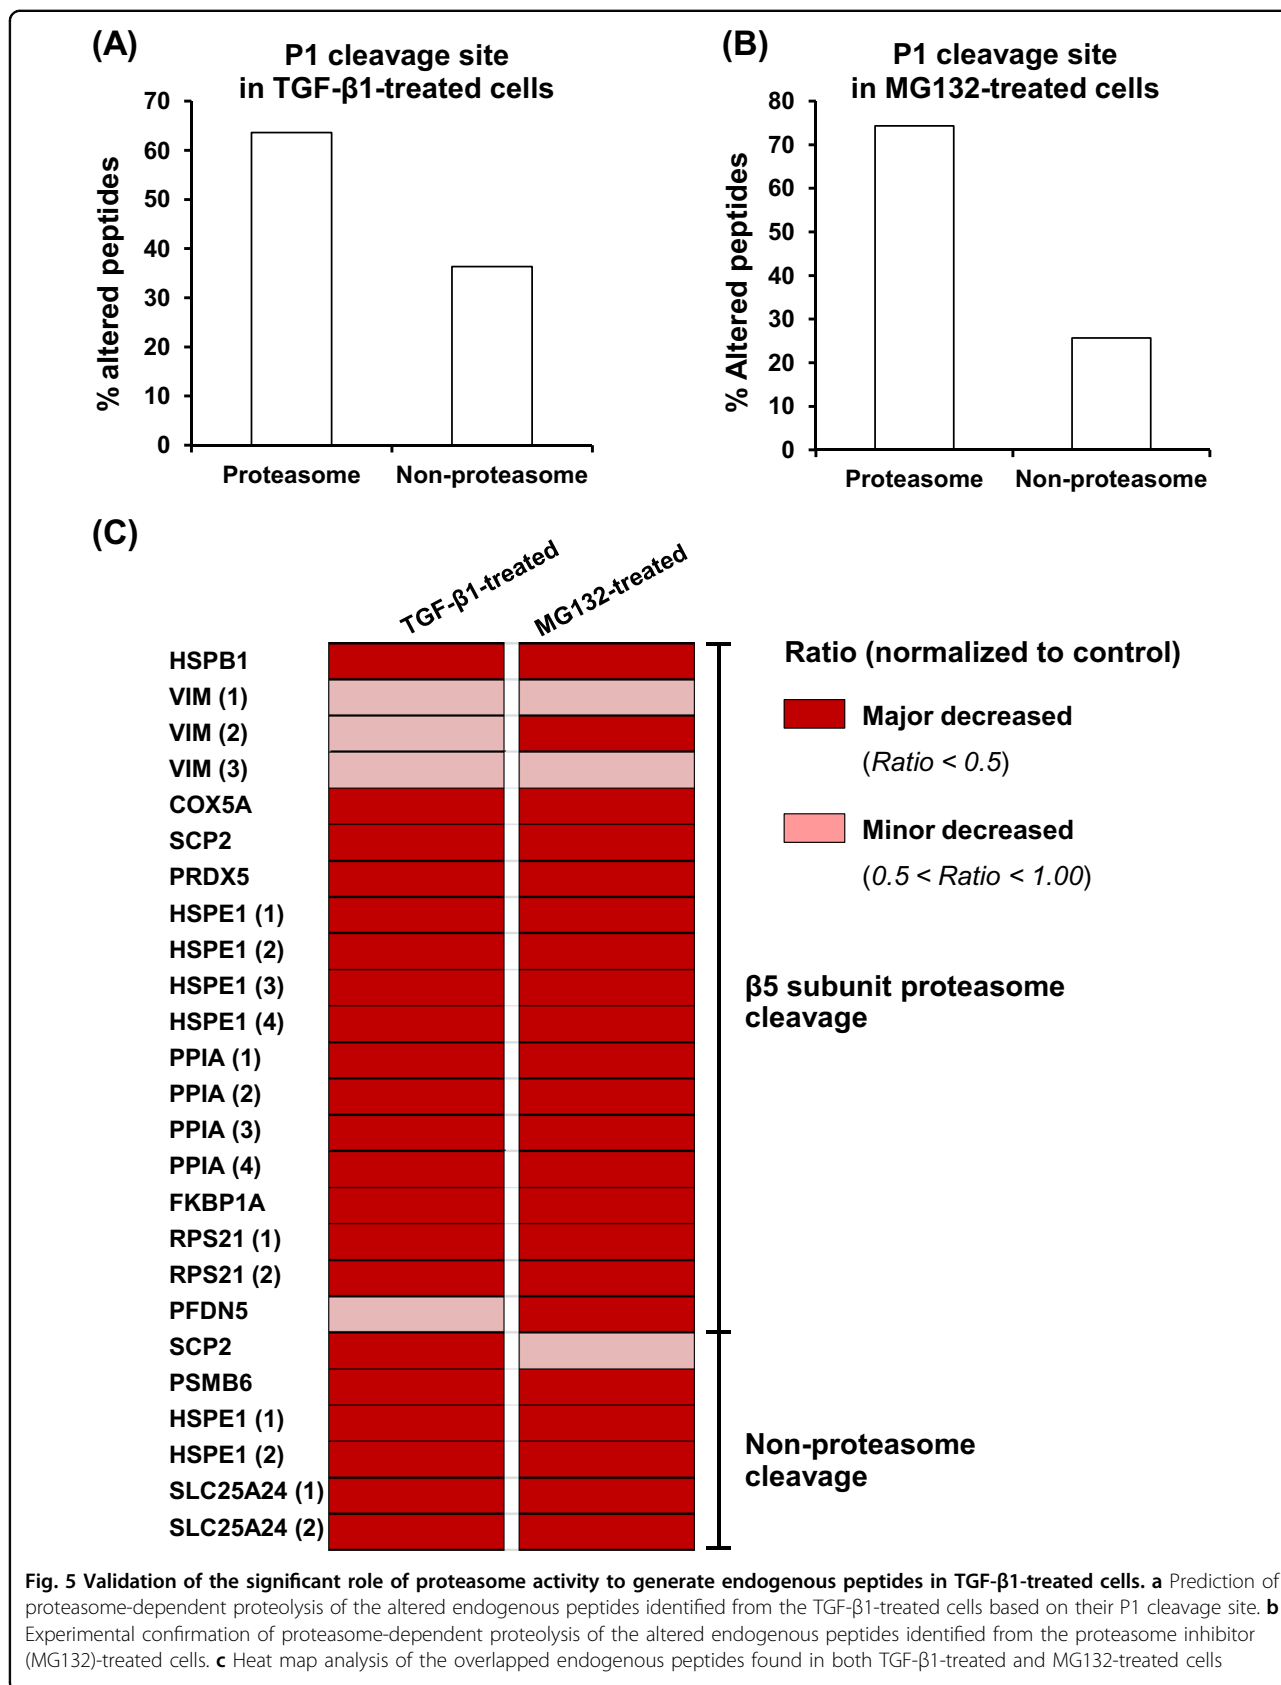 (A)
P1 cleavage site
in TGF-β1-treated cells
% altered peptides
70
60
50
40
30
20
10
0
Proteasome
Non-proteasome
(B)
P1 cleavage site
in MG132-treated cells
% Altered peptides
80
70
60
50
40
30
20
10
0
Proteasome
Non-proteasome
(C)
TGF-β1-treated
MG132-treated
HSPB1
VIM (1)
VIM (2)
VIM (3)
COX5A
SCP2
PRDX5
HSPE1 (1)
HSPE1 (2)
HSPE1 (3)
HSPE1 (4)
PPIA (1)
PPIA (2)
PPIA (3)
PPIA (4)
FKBP1A
RPS21 (1)
RPS21 (2)
PFDN5
SCP2
PSMB6
HSPE1 (1)
HSPE1 (2)
SLC25A24 (1)
SLC25A24 (2)
Ratio (normalized to control)
Major decreased
(Ratio < 0.5)
Minor decreased
(0.5 < Ratio < 1.00)
β5 subunit proteasome
cleavage
Non-proteasome
cleavage
Fig. 5 Validation of the significant role of proteasome activity to generate endogenous peptides in TGF-β1-treated cells. a Prediction of
proteasome-dependent proteolysis of the altered endogenous peptides identified from the TGF-β1-treated cells based on their P1 cleavage site. b
Experimental confirmation of proteasome-dependent proteolysis of the altered endogenous peptides identified from the proteasome inhibitor
(MG132)-treated cells. c Heat map analysis of the overlapped endogenous peptides found in both TGF-β1-treated and MG132-treated cells